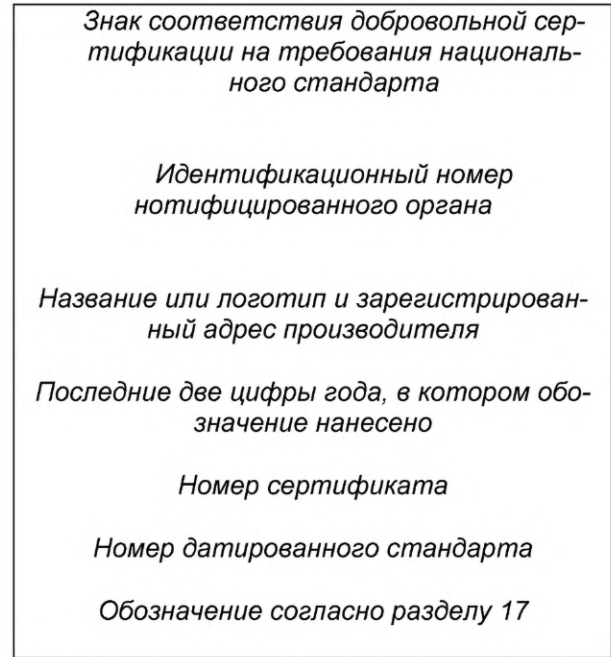 Знак соответствия добровольной сер-
тификации на требования националь-
ного стандарта
Идентификационный номер
нотифицированного органа
Название или логотип и зарегистрирован-
ный адрес производителя
Последние две цифры года, в котором обо-
значение нанесено
Номер сертификата
Номер датированного стандарта
Обозначение согласно разделу 17